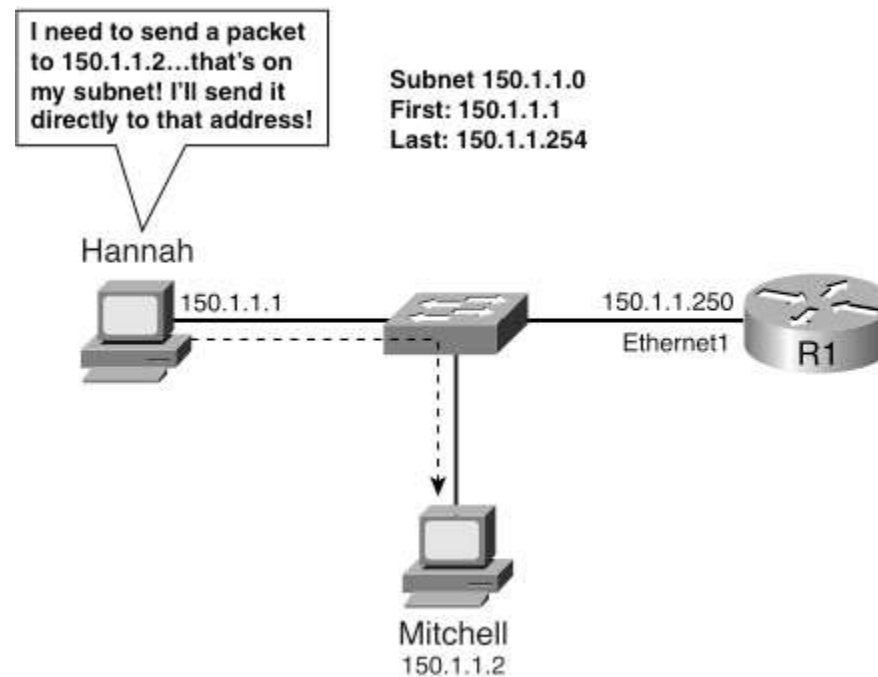 I need to send a packet
to 150.1.1.2...that's on
my subnet! I'll send it
directly to that address!
Subnet 150.1.1.0
First: 150.1.1.1
Last: 150.1.1.254
Hannah
150.1.1.1
150.1.1.250
Ethernet1
R1
Mitchell
150.1.1.2